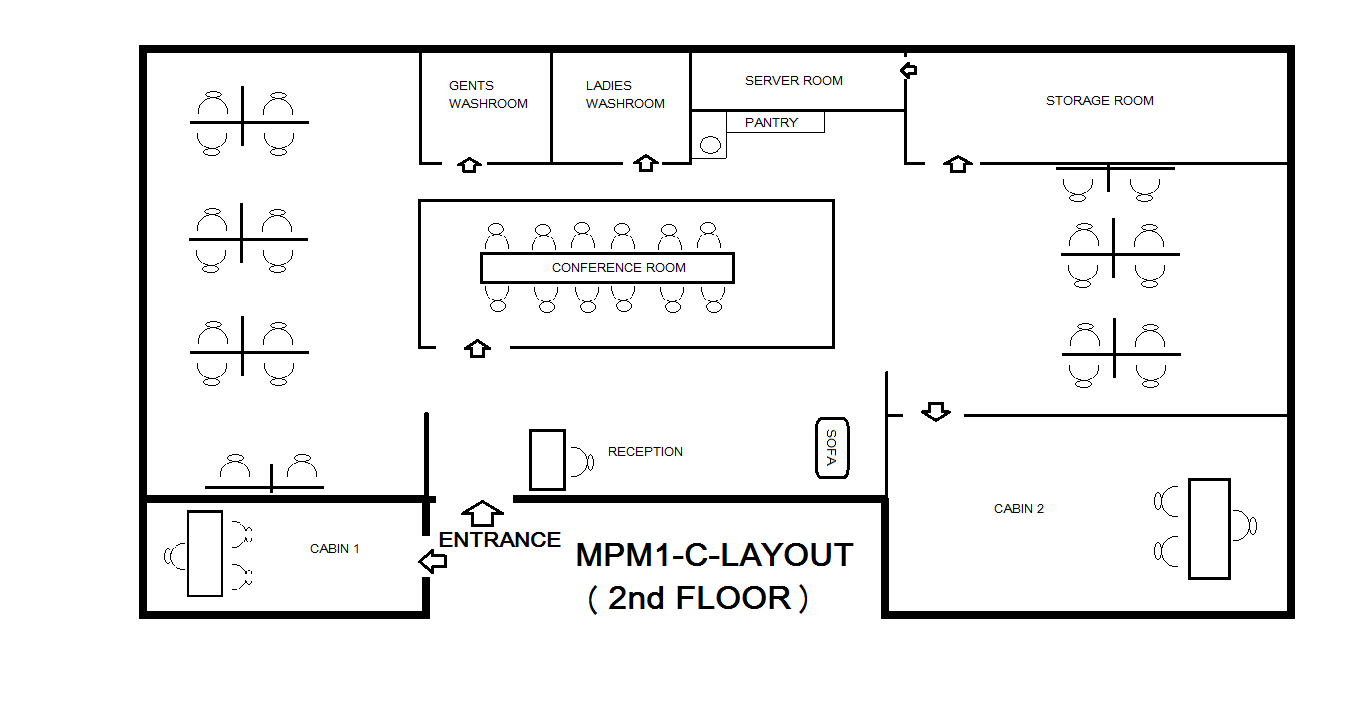 GENTS
WASHROOM
LADIES
WASHROOM
SERVER ROOM
PANTRY
STORAGE ROOM
CONFERENCE ROOM
RECEPTION
SOFA
CABIN 1
ENTRANCE
CABIN 2
MPM1-C-LAYOUT
( 2nd FLOOR )